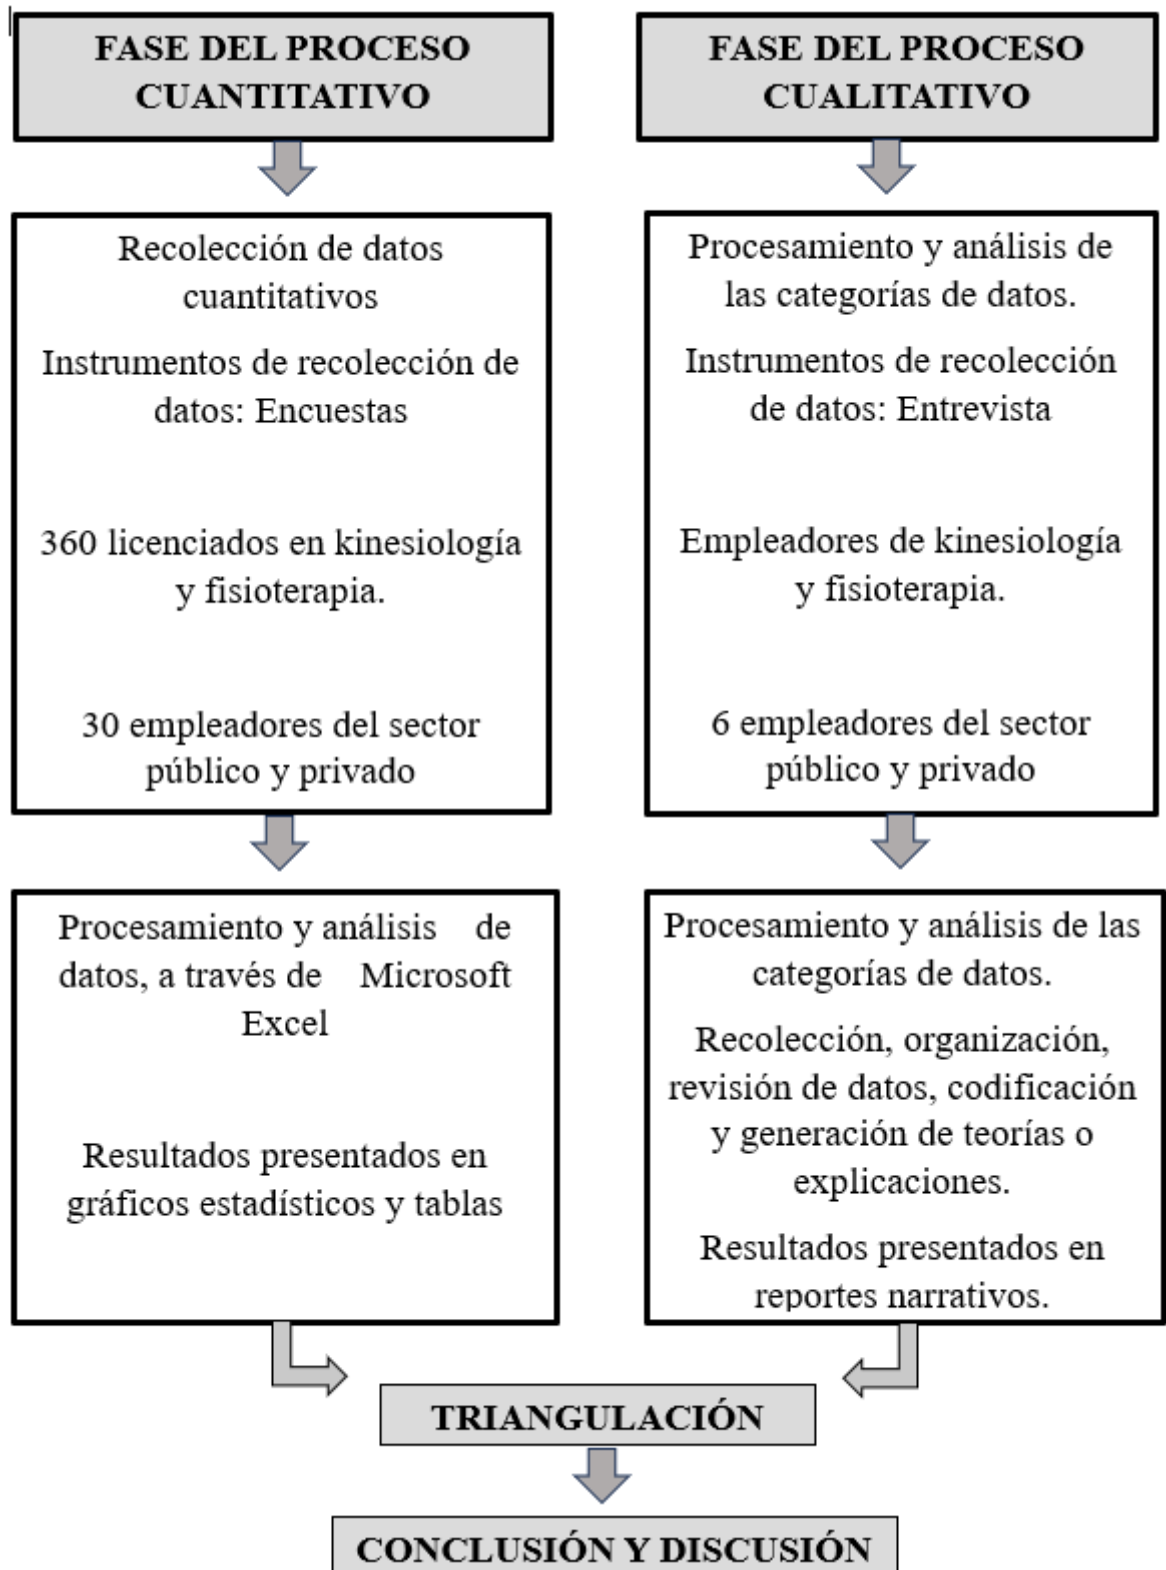 FASE DEL PROCESO
CUANTITATIVO
Recolección de datos
cuantitativos
Instrumentos de recolección de
datos: Encuestas
360 licenciados en kinesiología
y fisioterapia.
30 empleadores del sector
público y privado
Procesamiento y análisis de
datos, a través de Microsoft
Excel
Resultados presentados en
gráficos estadísticos y tablas
FASE DEL PROCESO
CUALITATIVO
Procesamiento y análisis de
las categorías de datos.
Instrumentos de recolección
de datos: Entrevista
Empleadores de kinesiología
y fisioterapia.
6 empleadores del sector
público y privado
Procesamiento y análisis de las
categorías de datos.
Recolección, organización,
revisión de datos, codificación
y generación de teorías o
explicaciones.
Resultados presentados en
reportes narrativos.
TRIANGULACIÓN
CONCLUSIÓN Y DISCUSIÓN